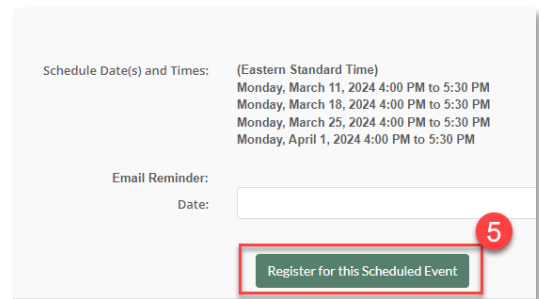 Schedule Date(s) and Times: (Eastern Standard Time)
Monday, March 11, 2024 4:00 PM to 5:30 PM
Monday, March 18, 2024 4:00 PM to 5:30 PM
Monday, March 25, 2024 4:00 PM to 5:30 PM
Monday, April 1, 2024 4:00 PM to 5:30 PM
Email Reminder:
Date:
5
Register for this Scheduled Event